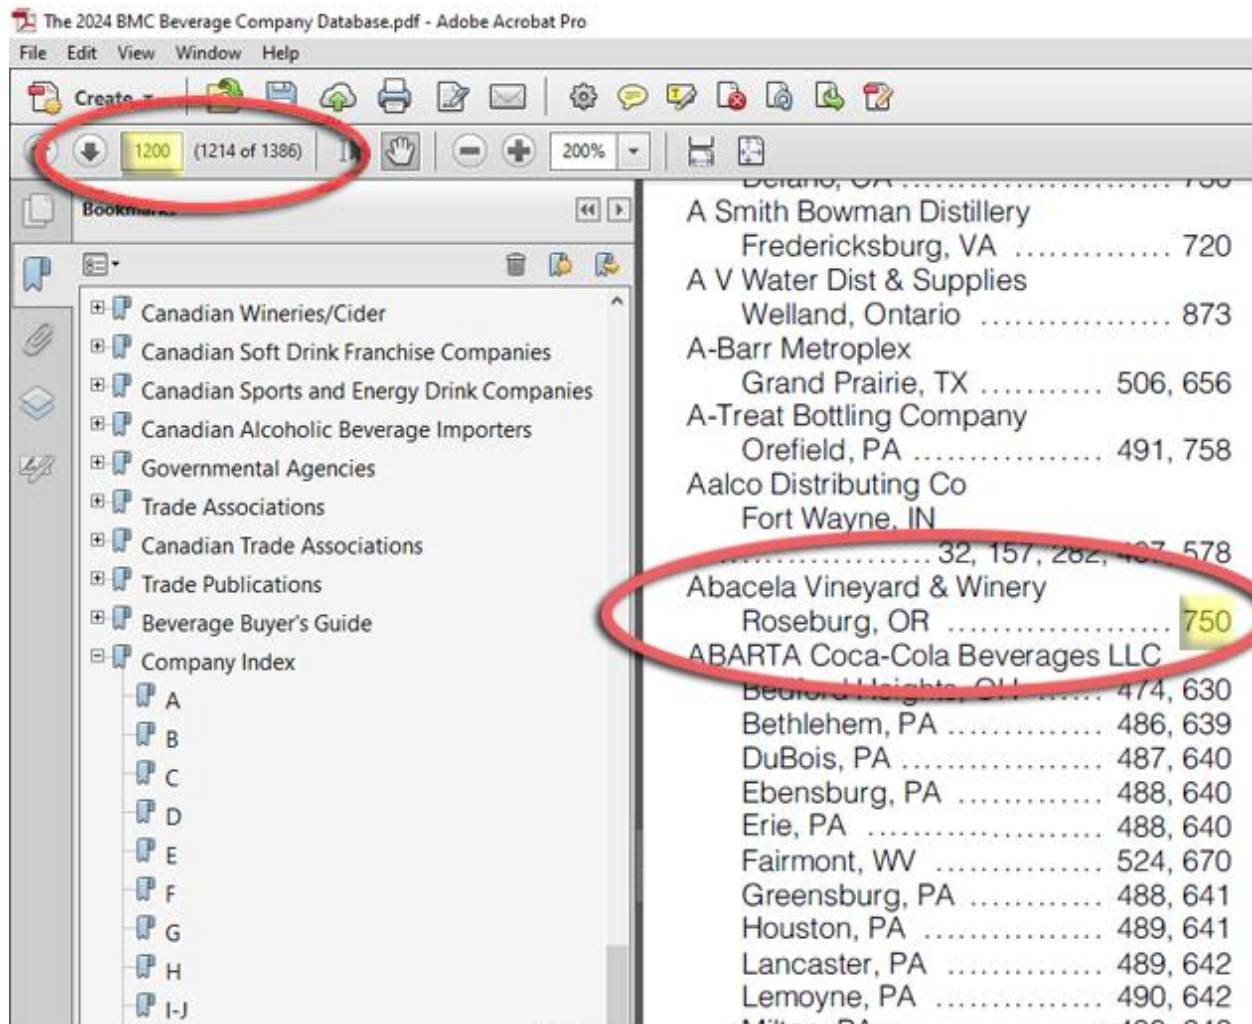 The 2024 BMC Beverage Company Database.pdf - Adobe Acrobat Pro
File Edit View Window Help
Create
1200 (1214 of 1386) 200%
Bookmarks
Canadian Wineries/Cider
Canadian Soft Drink Franchise Companies
Canadian Sports and Energy Drink Companies
Canadian Alcoholic Beverage Importers
Governmental Agencies
Trade Associations
Canadian Trade Associations
Trade Publications
Beverage Buyer's Guide
Company Index
A
B
C
D
E
F
G
H
I-J
Delano, CA ........................ 730
A Smith Bowman Distillery
Fredericksburg, VA .............. 720
A V Water Dist & Supplies
Welland, Ontario ................. 873
A-Barr Metroplex
Grand Prairie, TX ........... 506, 656
A-Treat Bottling Company
Orefield, PA ................ 491, 758
Aalco Distributing Co
Fort Wayne, IN
.................... 32, 157, 282, 437, 578
Abacela Vineyard & Winery
Roseburg, OR .................... 750
ABARTA Coca-Cola Beverages LLC
Bedford Heights, OH ...... 474, 630
Bethlehem, PA ............. 486, 639
DuBois, PA ................. 487, 640
Ebensburg, PA ............ 488, 640
Erie, PA .................... 488, 640
Fairmont, WV ............. 524, 670
Greensburg, PA ........... 488, 641
Houston, PA ............... 489, 641
Lancaster, PA ............. 489, 642
Lemoyne, PA .............. 490, 642